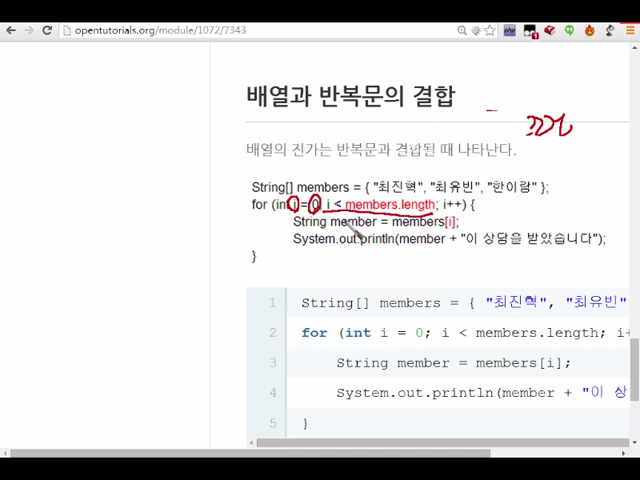 opentutorials.org/module/1072/7343
배열과 반복문의 결합
배열의 진가는 반복문과 결합될 때 나타난다.
String[] members = { "최진혁", "최유빈", "한이람" };
for (int i = 0; i < members.length; i++) {
String member = members[i];
System.out.println(member + "이 상담을 받았습니다");
}
1 String[] members = { "최진혁", "최유빈"
2 for (int i = 0; i < members.length; i+
3 String member = members[i];
4 System.out.println(member + "이 상
5 }